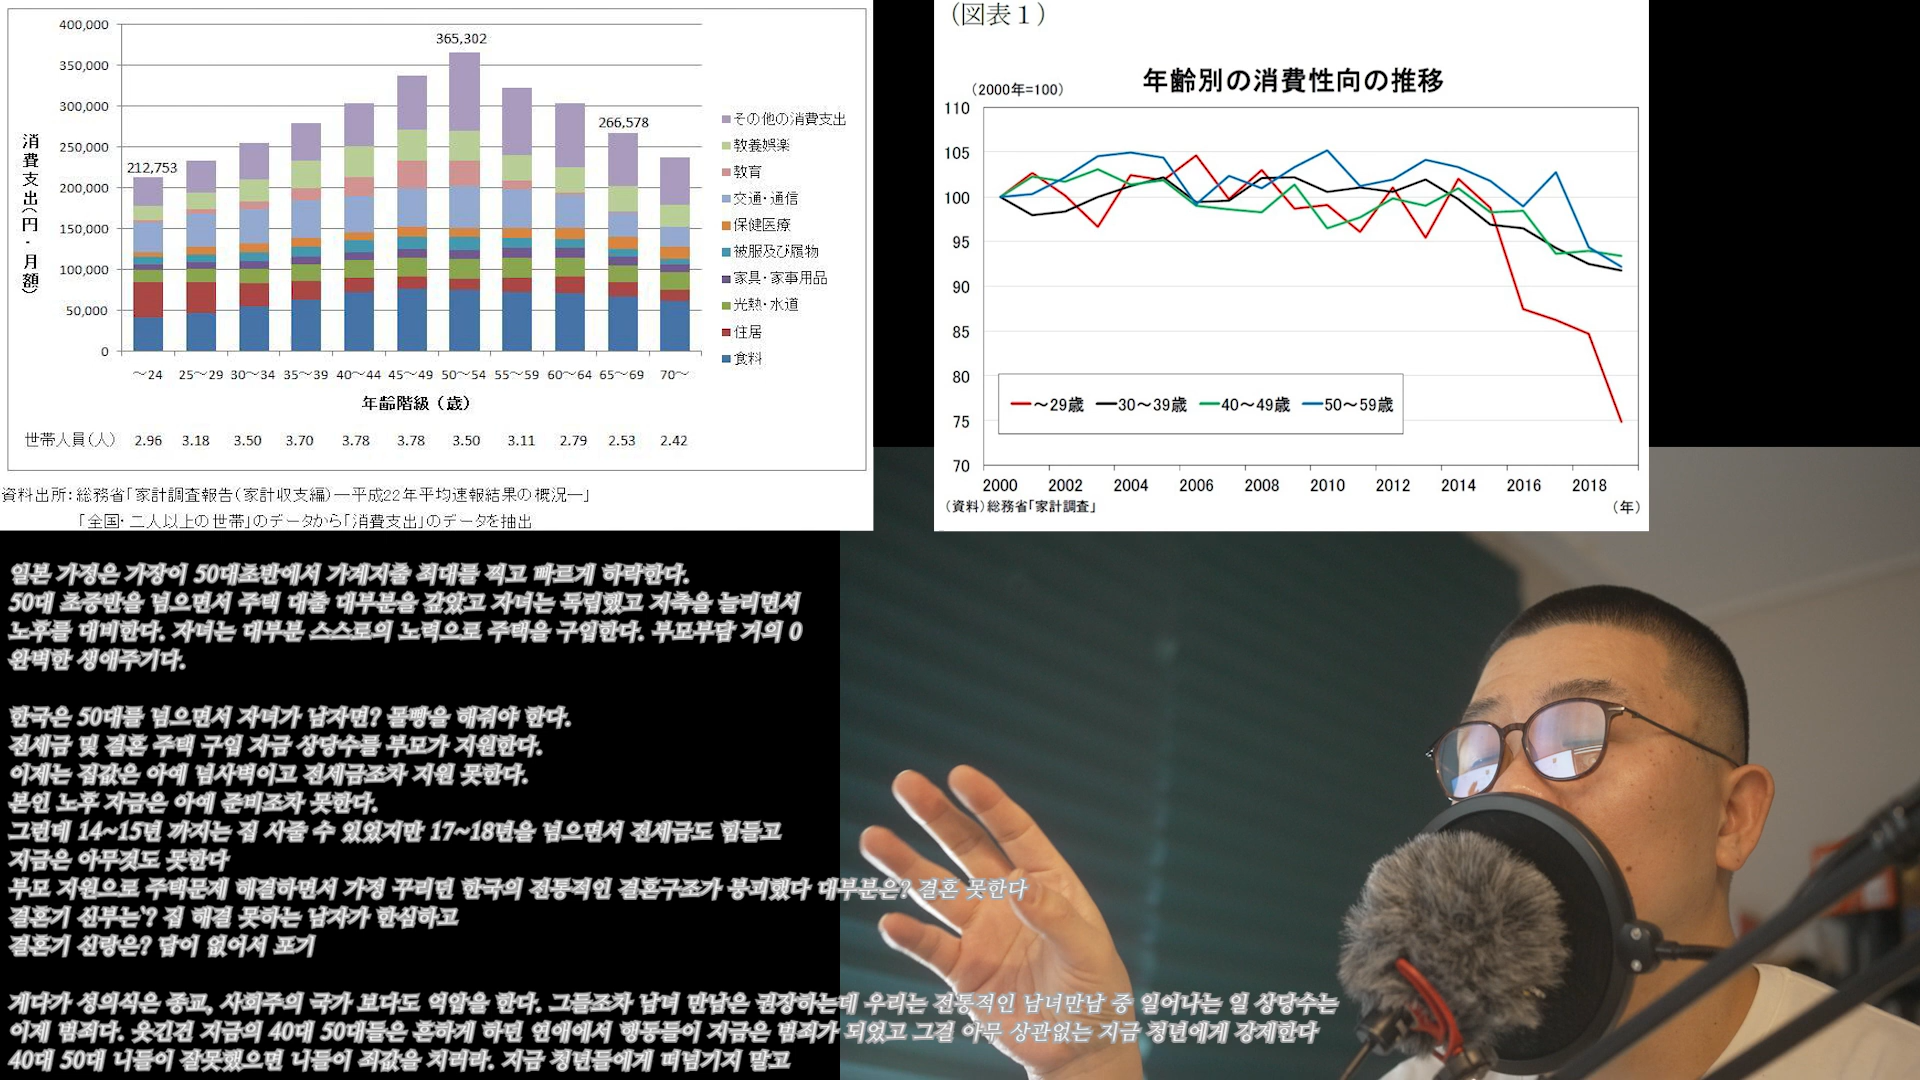 400,000
350,000
300,000
250,000
200,000
150,000
100,000
50,000
0
消費支出(円・月額)
212,753
365,302
266,578
その他の消費支出
教養娯楽
教育
交通・通信
保健医療
被服及び履物
家具・家事用品
光熱・水道
住居
食料
～24 25～29 30～34 35～39 40～44 45～49 50～54 55～59 60～64 65～69 70～
年齢階級（歳）
世帯人員(人) 2.96 3.18 3.50 3.70 3.78 3.78 3.50 3.11 2.79 2.53 2.42
資料出所：総務省「家計調査報告(家計収支編)―平成22年平均速報結果の概況―」
「全国・二人以上の世帯」のデータから「消費支出」のデータを抽出
（図表１）
年齢別の消費性向の推移
（2000年=100）
110
105
100
95
90
85
80
75
70
～29歳 30～39歳 40～49歳 50～59歳
2000 2002 2004 2006 2008 2010 2012 2014 2016 2018
（資料）総務省「家計調査」
（年）
일본 가정은 가장이 50대초반에서 가계지출 최대를 찍고 빠르게 하락한다.
50대 초중반을 넘으면서 주택 대출 대부분을 갚았고 자녀는 독립했고 저축을 늘리면서
노후를 대비한다. 자녀는 대부분 스스로의 노력으로 주택을 구입한다. 부모부담 거의 0
완벽한 생애주기다.
한국은 50대를 넘으면서 자녀가 남자면? 몰빵을 해줘야 한다.
전세금 및 결혼 주택 구입 자금 상당수를 부모가 지원한다.
이제는 집값은 아예 넘사벽이고 전세금조차 지원 못한다.
본인 노후 자금은 아예 준비조차 못한다.
그런데 14~15년 까지는 집 사줄 수 있었지만 17~18년을 넘으면서 전세금도 힘들고
지금은 아무것도 못한다
부모 지원으로 주택문제 해결하면서 가정 꾸리던 한국의 전통적인 결혼구조가 붕괴했다 대부분은? 결혼 못한다
결혼기 신부는'? 집 해결 못하는 남자가 한심하고
결혼기 신랑은? 답이 없어서 포기
게다가 성의식은 종교, 사회주의 국가 보다도 억압을 한다. 그들조차 남녀 만남은 권장하는데 우리는 전통적인 남녀만남 중 일어나는 일 상당수는
이제 범죄다. 웃긴건 지금의 40대 50대들은 흔하게 하던 연애에서 행동들이 지금은 범죄가 되었고 그걸 아무 상관없는 지금 청년에게 강제한다
40대 50대 니들이 잘못했으면 니들이 죄값을 치러라. 지금 청년들에게 떠넘기지 말고